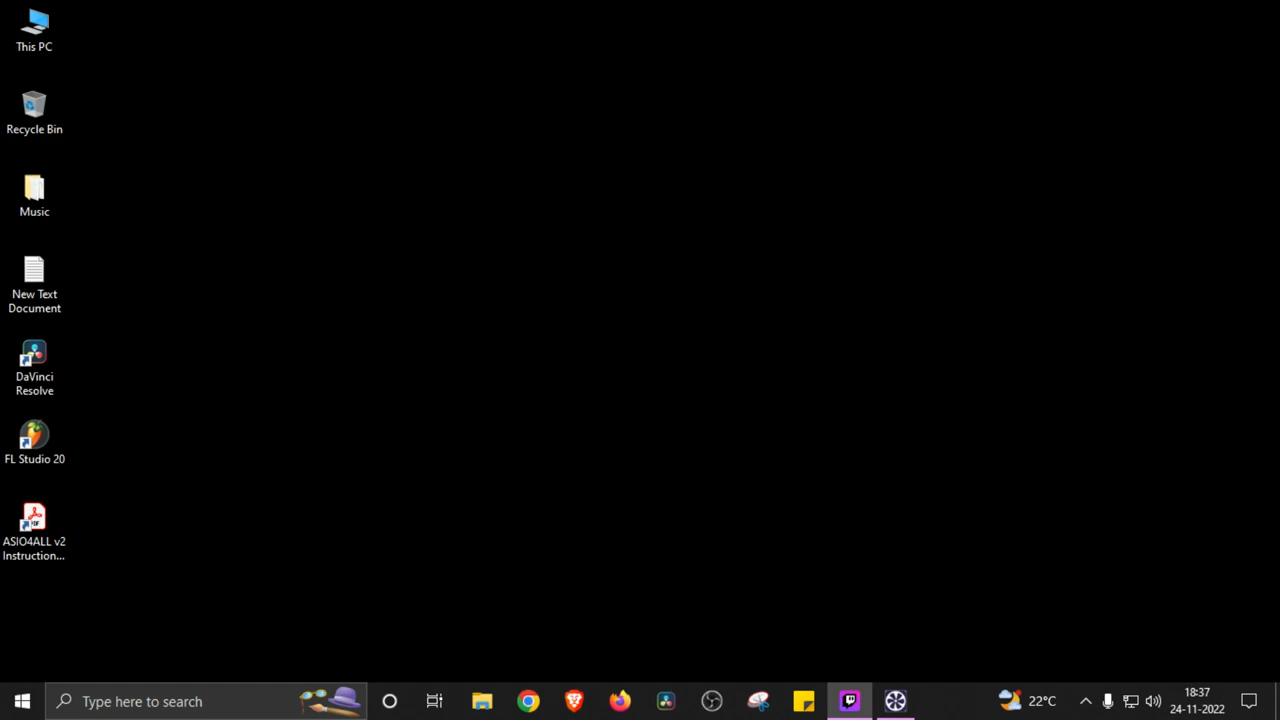 This PC
Recycle Bin
Music
New Text
Document
DaVinci
Resolve
FL Studio 20
ASIO4ALL v2
Instruction...
Type here to search
22°C
18:37
24-11-2022